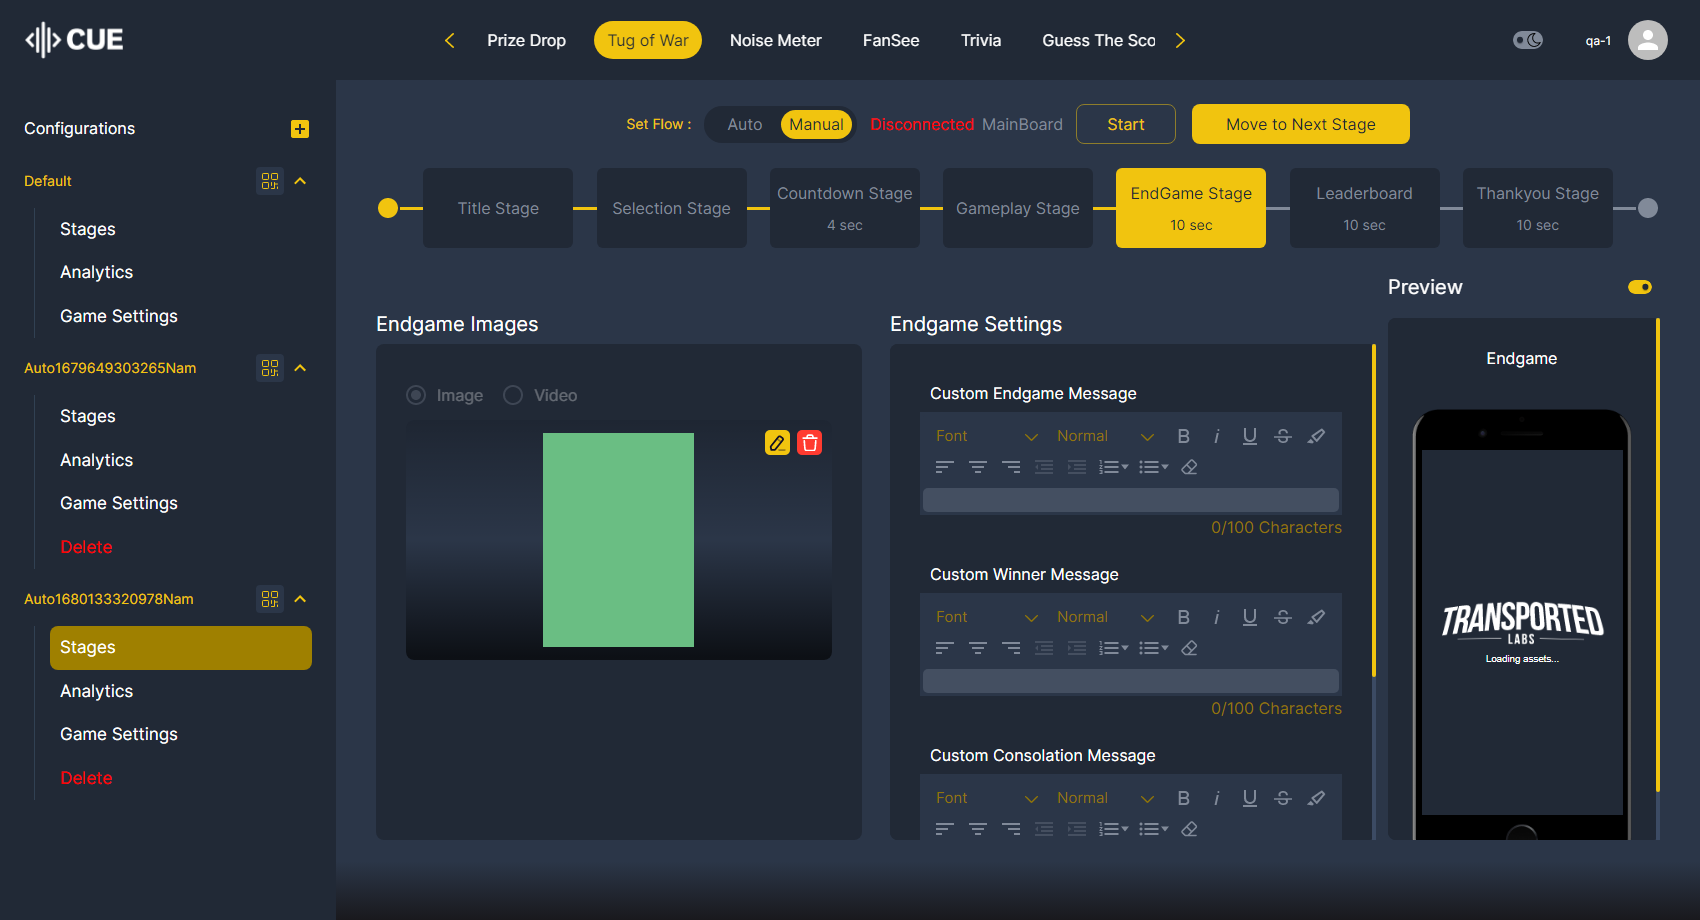 CUE
Prize Drop
Tug of War
Noise Meter
FanSee
Trivia
Guess The Sco
qa-1
Configurations
Default
Stages
Analytics
Game Settings
Auto1679649303265Nam
Stages
Analytics
Game Settings
Delete
Auto1680133320978Nam
Stages
Analytics
Game Settings
Delete
Set Flow :
Auto
Manual
Disconnected MainBoard
Start
Move to Next Stage
Title Stage
Selection Stage
Countdown Stage
4 sec
Gameplay Stage
EndGame Stage
10 sec
Leaderboard
10 sec
Thankyou Stage
10 sec
Endgame Images
Image
Video
Endgame Settings
Custom Endgame Message
Font
Normal
B
i
U
S
0/100 Characters
Custom Winner Message
Font
Normal
B
i
U
S
0/100 Characters
Custom Consolation Message
Font
Normal
B
i
U
S
Preview
Endgame
TRANSPORTED
LABS
Loading assets...